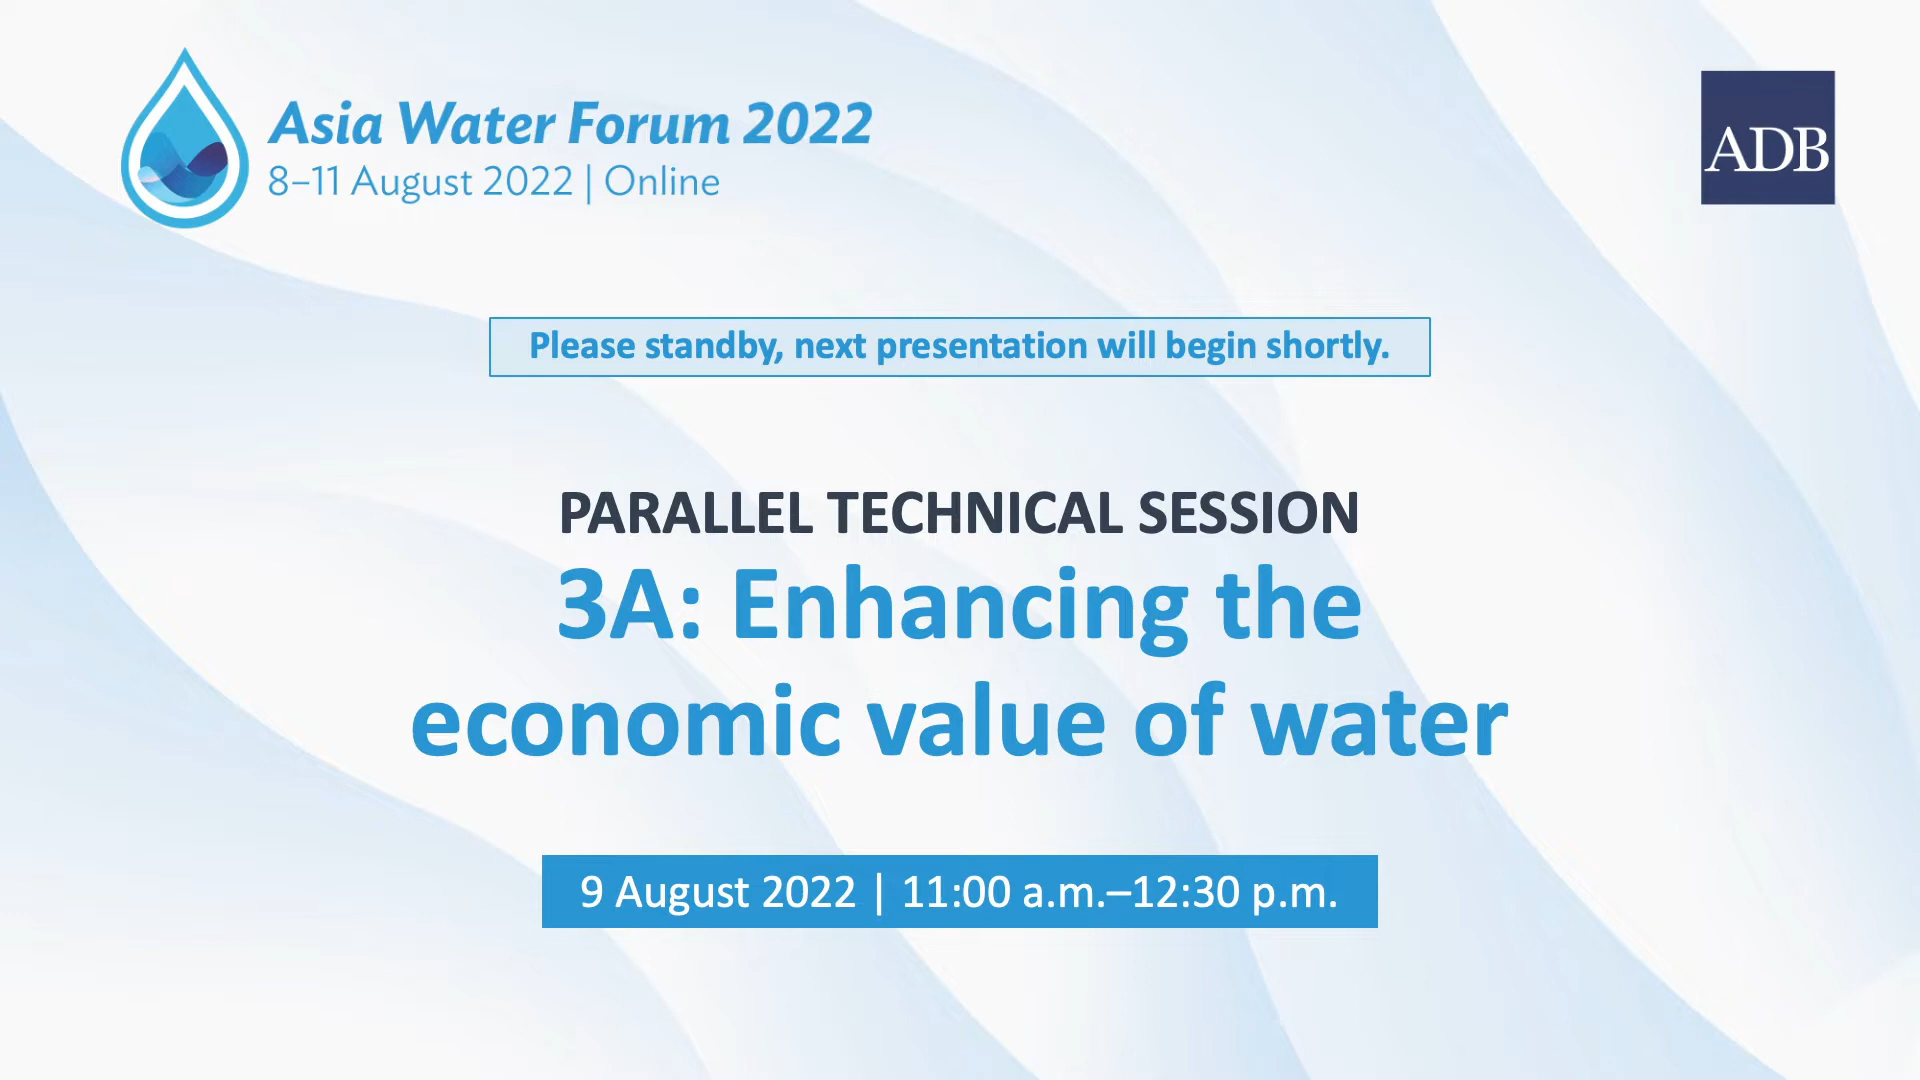 Asia Water Forum 2022
8–11 August 2022 | Online
ADB
Please standby, next presentation will begin shortly.
PARALLEL TECHNICAL SESSION
3A: Enhancing the
economic value of water
9 August 2022 | 11:00 a.m.–12:30 p.m.